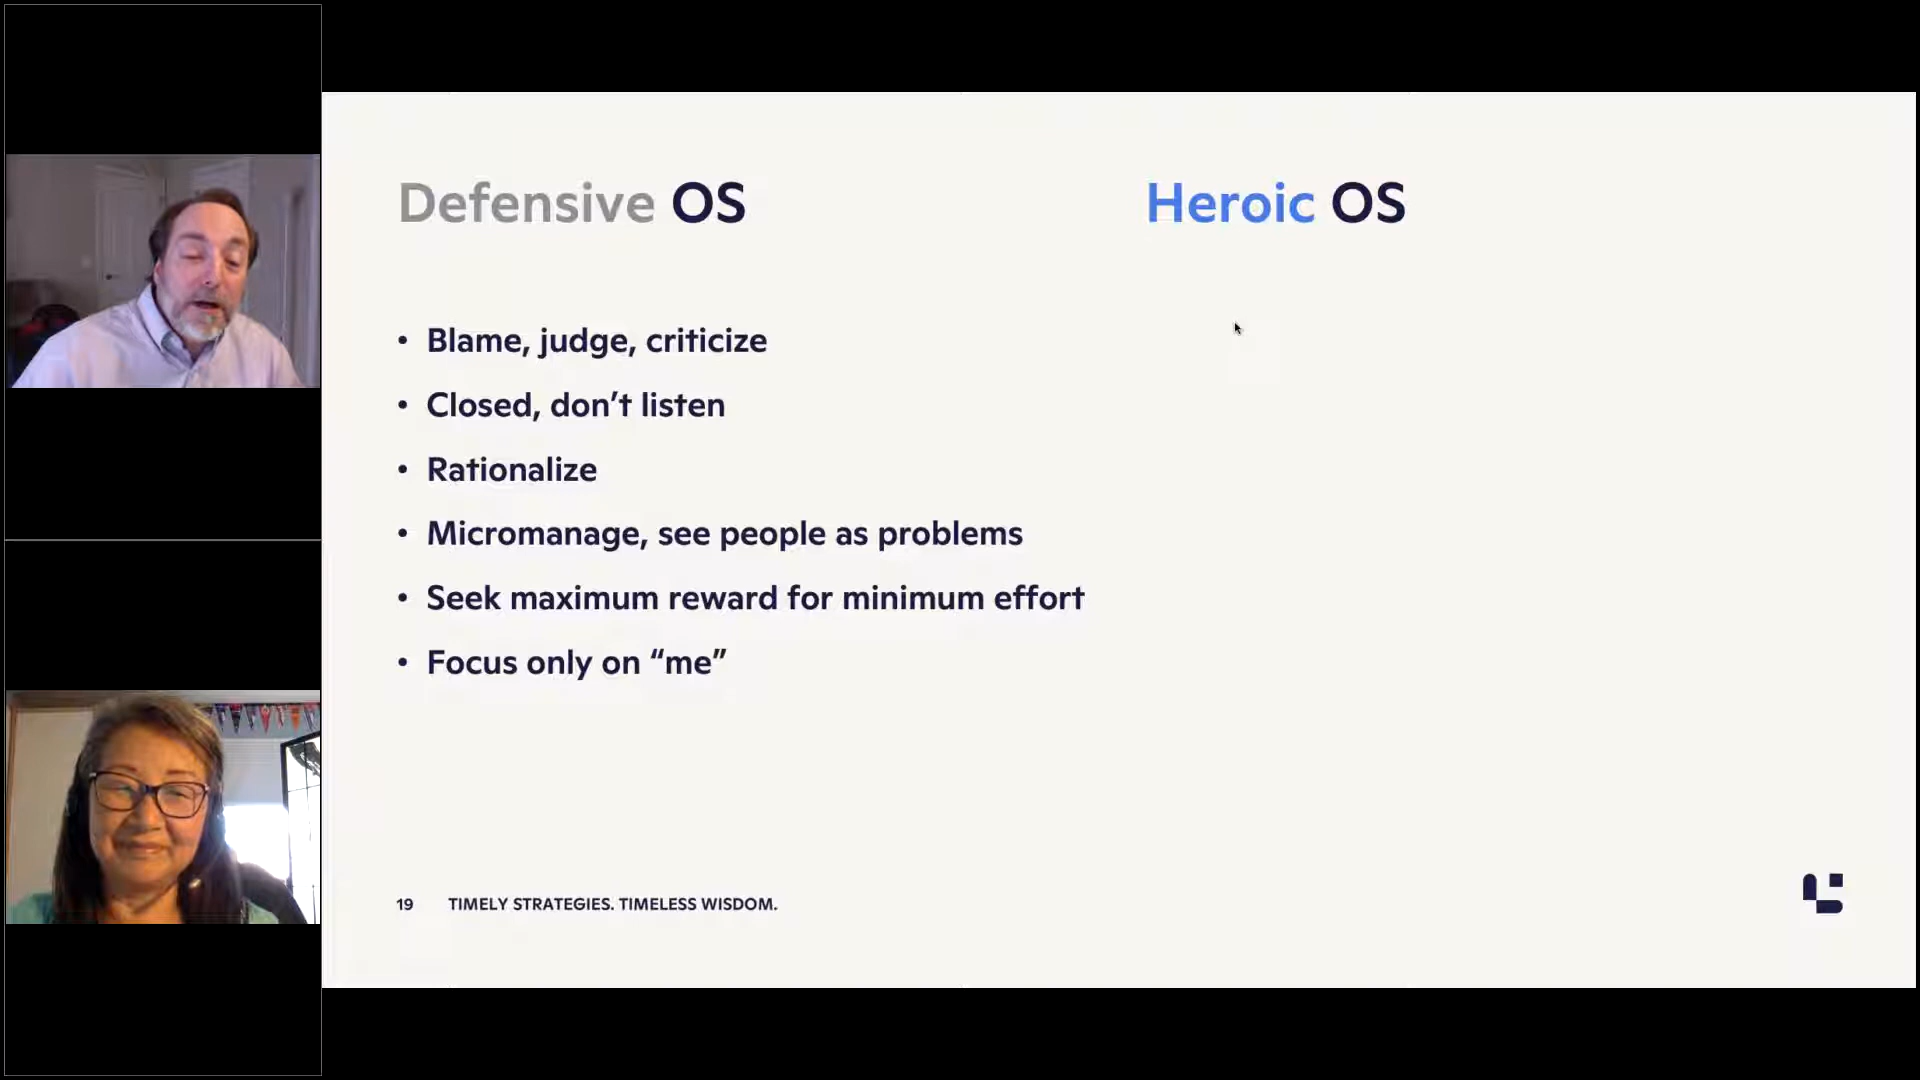 Defensive OS
Heroic OS
• Blame, judge, criticize
• Closed, don’t listen
• Rationalize
• Micromanage, see people as problems
• Seek maximum reward for minimum effort
• Focus only on “me”
19 TIMELY STRATEGIES. TIMELESS WISDOM.